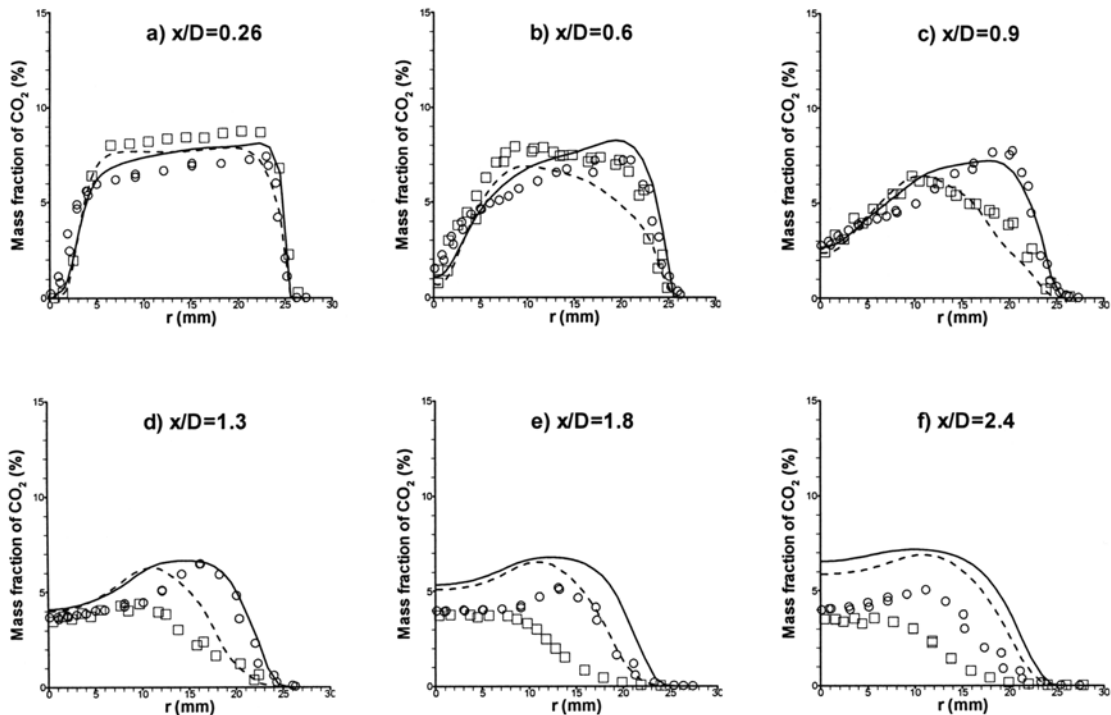 a) x/D=0.26
Mass fraction of CO₂ (%)
15
10
5
0
0 5 10 15 20 25 30
r (mm)
b) x/D=0.6
Mass fraction of CO₂ (%)
15
10
5
0
0 5 10 15 20 25 30
r (mm)
c) x/D=0.9
Mass fraction of CO₂ (%)
15
10
5
0
0 5 10 15 20 25 30
r (mm)
d) x/D=1.3
Mass fraction of CO₂ (%)
15
10
5
0
0 5 10 15 20 25 30
r (mm)
e) x/D=1.8
Mass fraction of CO₂ (%)
15
10
5
0
0 5 10 15 20 25 30
r (mm)
f) x/D=2.4
Mass fraction of CO₂ (%)
15
10
5
0
0 5 10 15 20 25 30
r (mm)